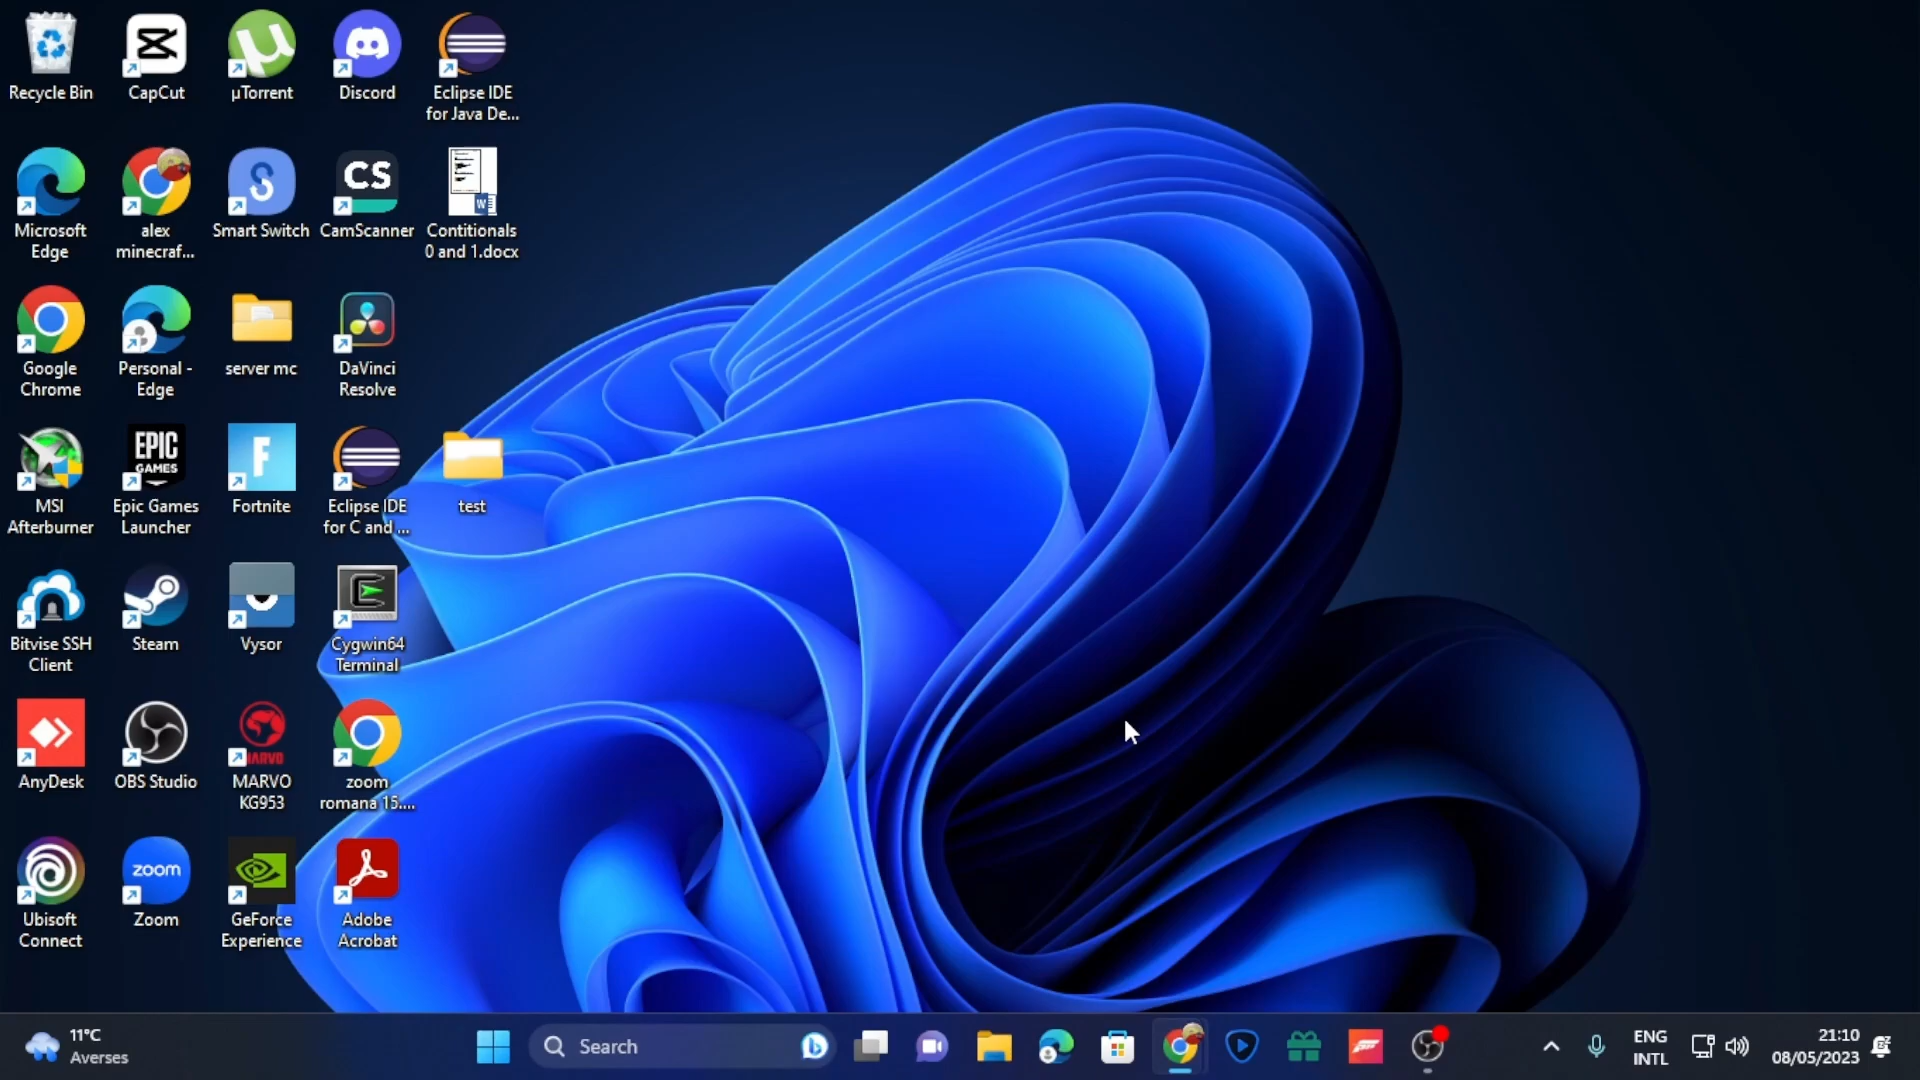 Recycle Bin
CapCut
µTorrent
Discord
Eclipse IDE
for Java De...
Microsoft
Edge
alex
minecraf...
Smart Switch
CS
CamScanner
Contitionals
0 and 1.docx
Google
Chrome
Personal -
Edge
server mc
DaVinci
Resolve
MSI
Afterburner
EPIC
GAMES
Epic Games
Launcher
Fortnite
Eclipse IDE
for C and ...
test
Bitvise SSH
Client
Steam
Vysor
Cygwin64
Terminal
AnyDesk
OBS Studio
MARVO
MARVO
KG953
zoom
romana 15....
Ubisoft
Connect
zoom
Zoom
GeForce
Experience
Adobe
Acrobat
11°C
Averses
Search
ENG
INTL
21:10
08/05/2023